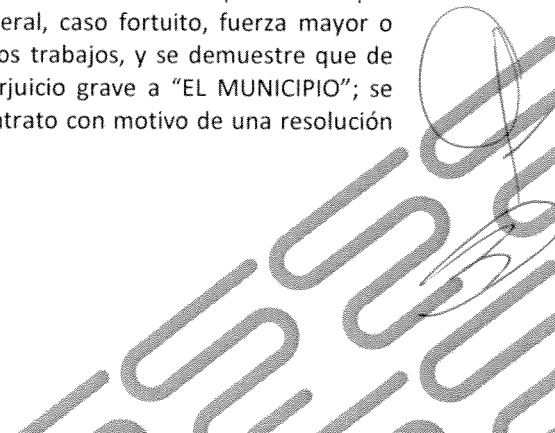 eral, caso fortuito, fuerza mayor o
os trabajos, y se demuestre que de
rjuicio grave a “EL MUNICIPIO”; se
ntrato con motivo de una resolución